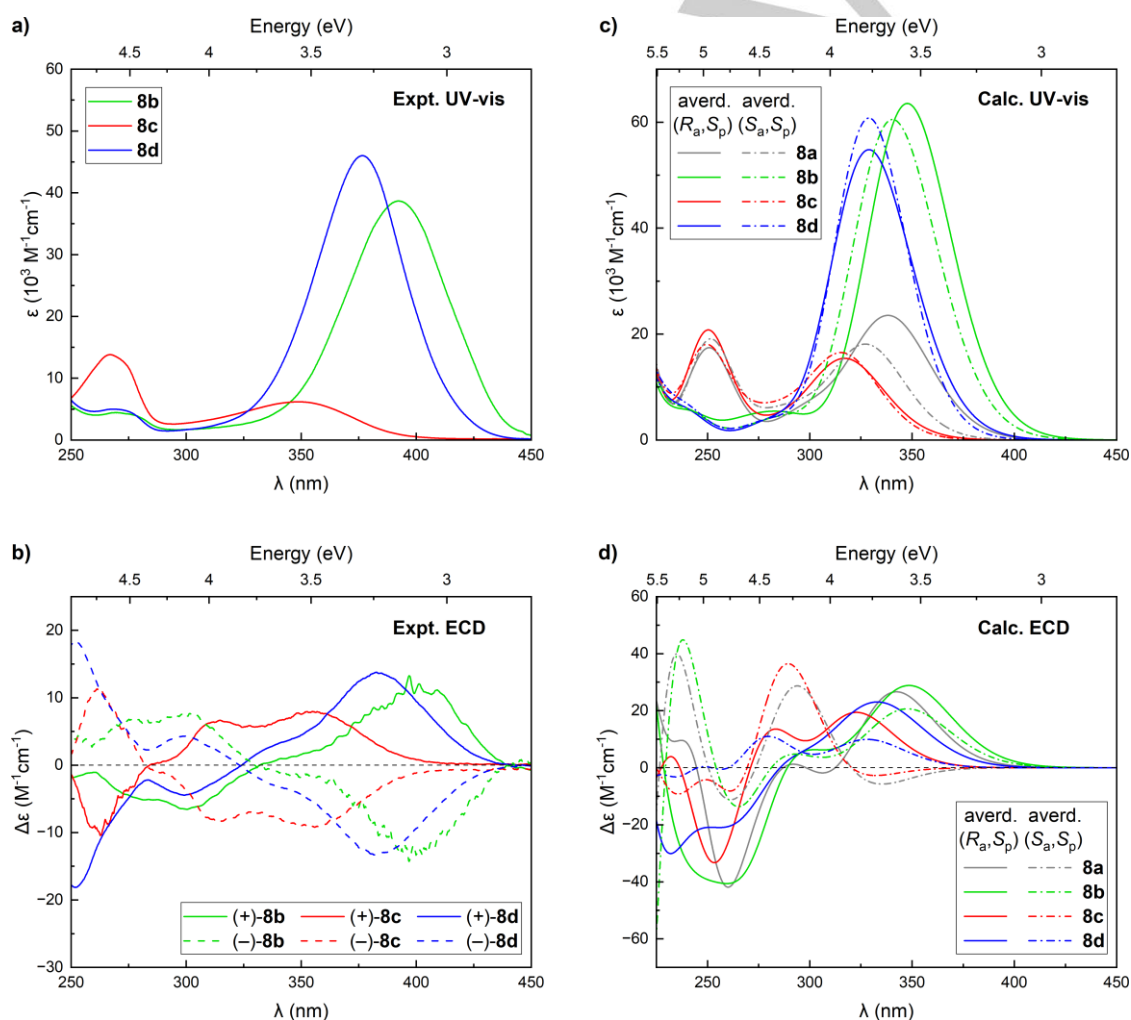 a)
Energy (eV)
4.5 4 3.5 3
60
50
40
30
20
10
0
ε (10³ M⁻¹cm⁻¹)
8b
8c
8d
Expt. UV-vis
250 300 350 400 450
λ (nm)
c)
Energy (eV)
5.5 5 4.5 4 3.5 3
60
40
20
0
ε (10³ M⁻¹cm⁻¹)
averd. averd.
(Rₐ,Sₚ) (Sₐ,Sₚ)
8a
8b
8c
8d
Calc. UV-vis
250 300 350 400 450
λ (nm)
b)
Energy (eV)
4.5 4 3.5 3
20
10
0
−10
−20
−30
Δε (M⁻¹cm⁻¹)
Expt. ECD
(+)-8b (+)-8c (+)-8d
(−)-8b (−)-8c (−)-8d
250 300 350 400 450
λ (nm)
d)
Energy (eV)
5.5 5 4.5 4 3.5 3
60
40
20
0
−20
−40
−60
Δε (M⁻¹cm⁻¹)
Calc. ECD
averd. averd.
(Rₐ,Sₚ) (Sₐ,Sₚ)
8a
8b
8c
8d
250 300 350 400 450
λ (nm)